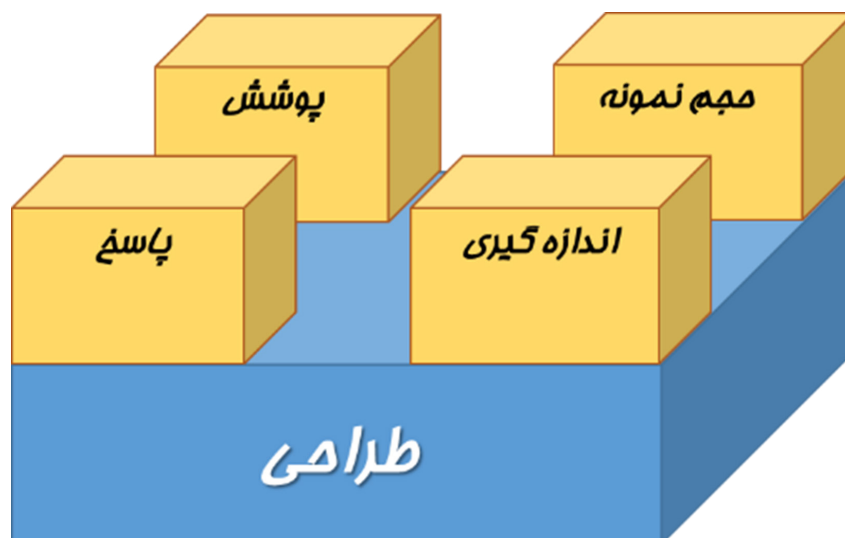 حجم نمونه
پوشش
اندازه گیری
پاسخ
طراحی